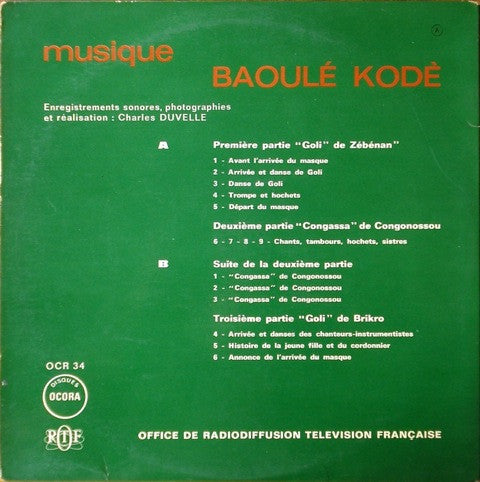 musique
BAOULÉ KODÈ
Enregistrements sonores, photographies
et réalisation : Charles DUVELLE
A Première partie "Goli" de Zébénan"
1 - Avant l'arrivée du masque
2 - Arrivée et danse de Goli
3 - Danse de Goli
4 - Trompe et hochets
5 - Départ du masque
Deuxième partie "Congassa" de Congonossou
6 - 7 - 8 - 9 - Chants, tambours, hochets, sistres
B Suite de la deuxième partie
1 - "Congassa" de Congonossou
2 - "Congassa" de Congonossou
3 - "Congassa" de Congonossou
Troisième partie "Goli" de Brikro
4 - Arrivée et danses des chanteurs-instrumentistes
5 - Histoire de la jeune fille et du cordonnier
6 - Annonce de l'arrivée du masque
OCR 34
DISQUES
OCORA
RTF
OFFICE DE RADIODIFFUSION TELEVISION FRANÇAISE